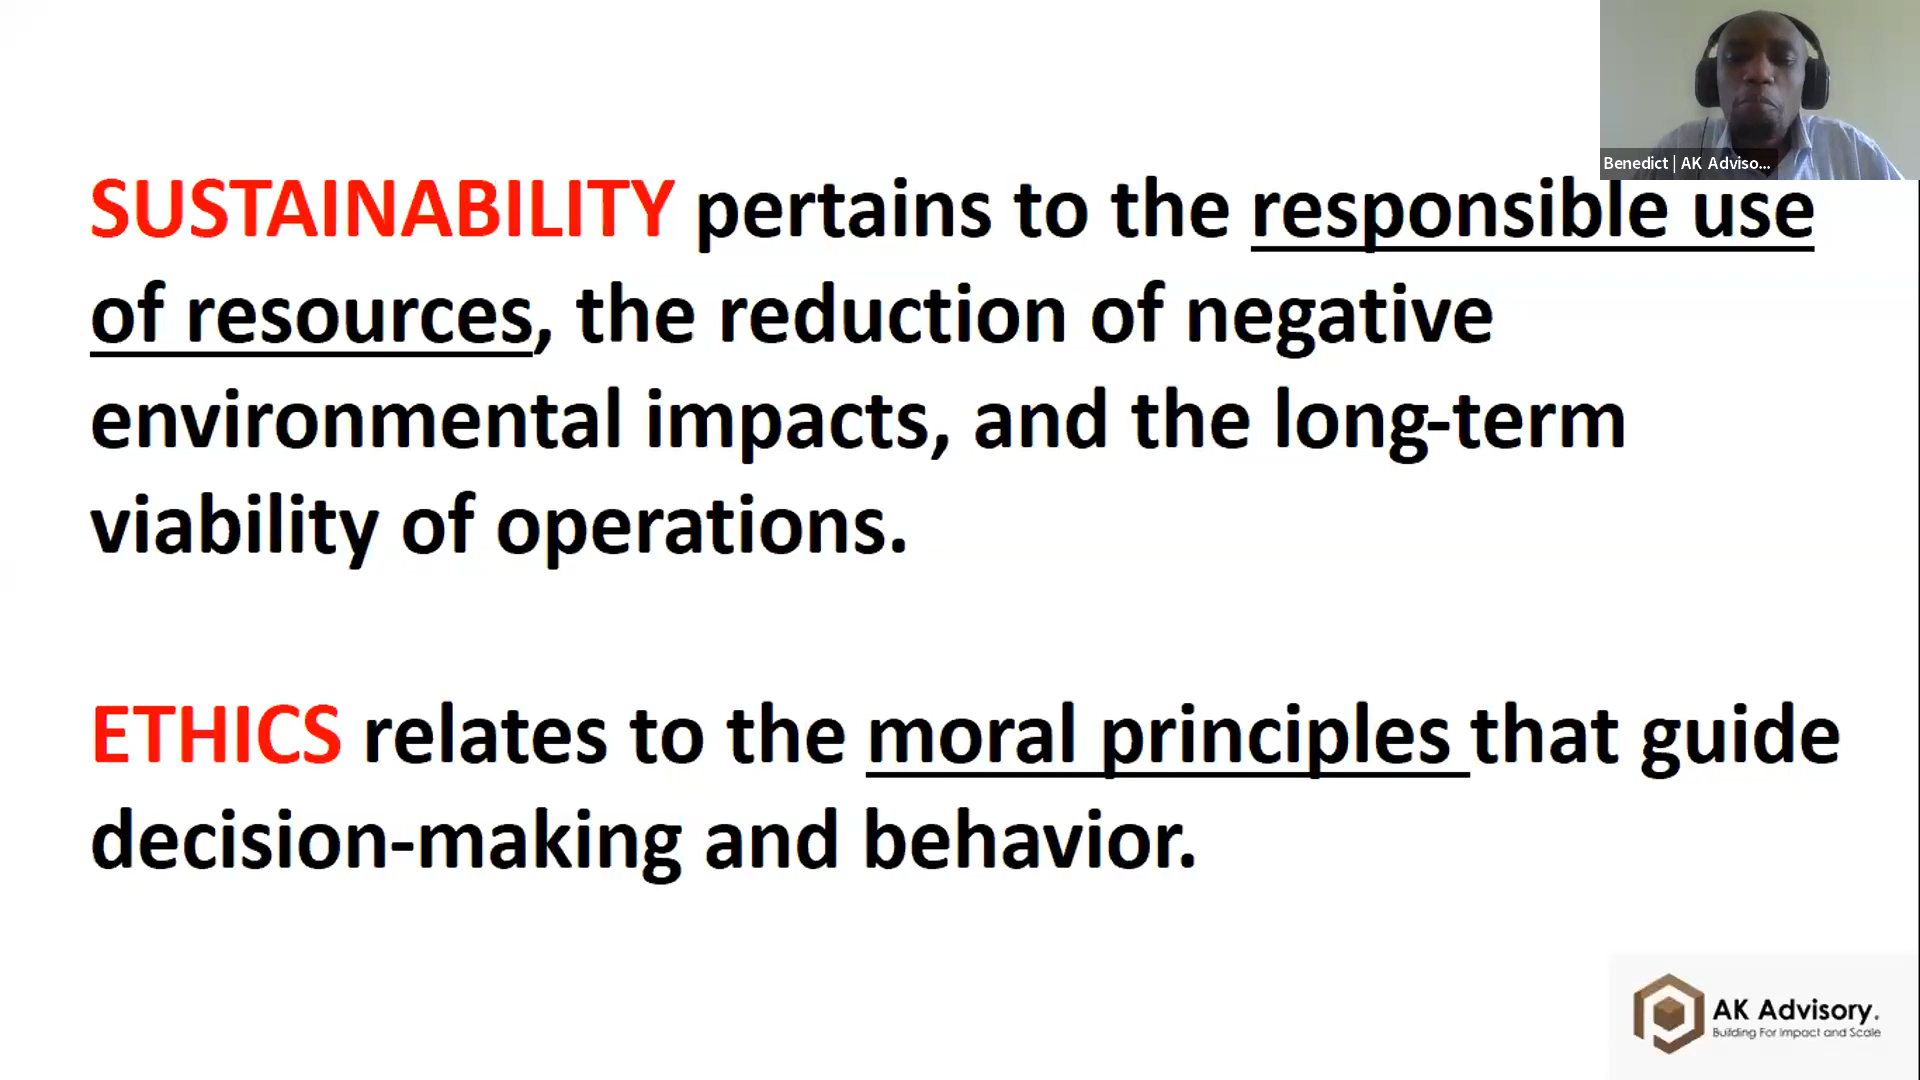 Benedict | AK Adviso...
SUSTAINABILITY pertains to the responsible use
of resources, the reduction of negative
environmental impacts, and the long-term
viability of operations.
ETHICS relates to the moral principles that guide
decision-making and behavior.
AK Advisory.
Building For Impact and Scale